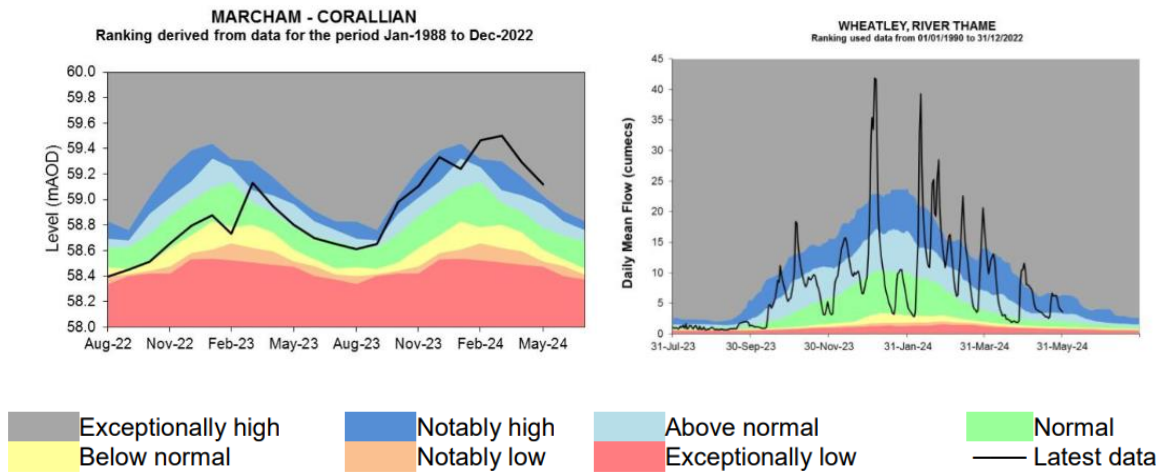 MARCHAM - CORALLIAN
Ranking derived from data for the period Jan-1988 to Dec-2022
60.0
59.8
59.6
59.4
59.2
59.0
58.8
58.6
58.4
58.2
58.0
Level (mAOD)
Aug-22 Nov-22 Feb-23 May-23 Aug-23 Nov-23 Feb-24 May-24
WHEATLEY, RIVER THAME
Ranking used data from 01/01/1990 to 31/12/2022
45
40
35
30
25
20
15
10
5
0
Daily Mean Flow (cumecs)
31-Jul-23 30-Sep-23 30-Nov-23 31-Jan-24 31-Mar-24 31-May-24
Exceptionally high Notably high Above normal Normal
Below normal Notably low Exceptionally low Latest data